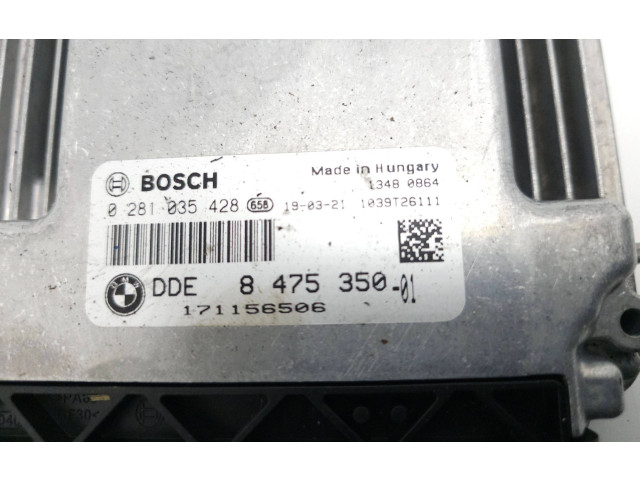 BOSCH
Made in Hungary
1348 0864
0 281 035 428 658 19-03-21 1039T26111
BMW DDE 8 475 350-01
171156506